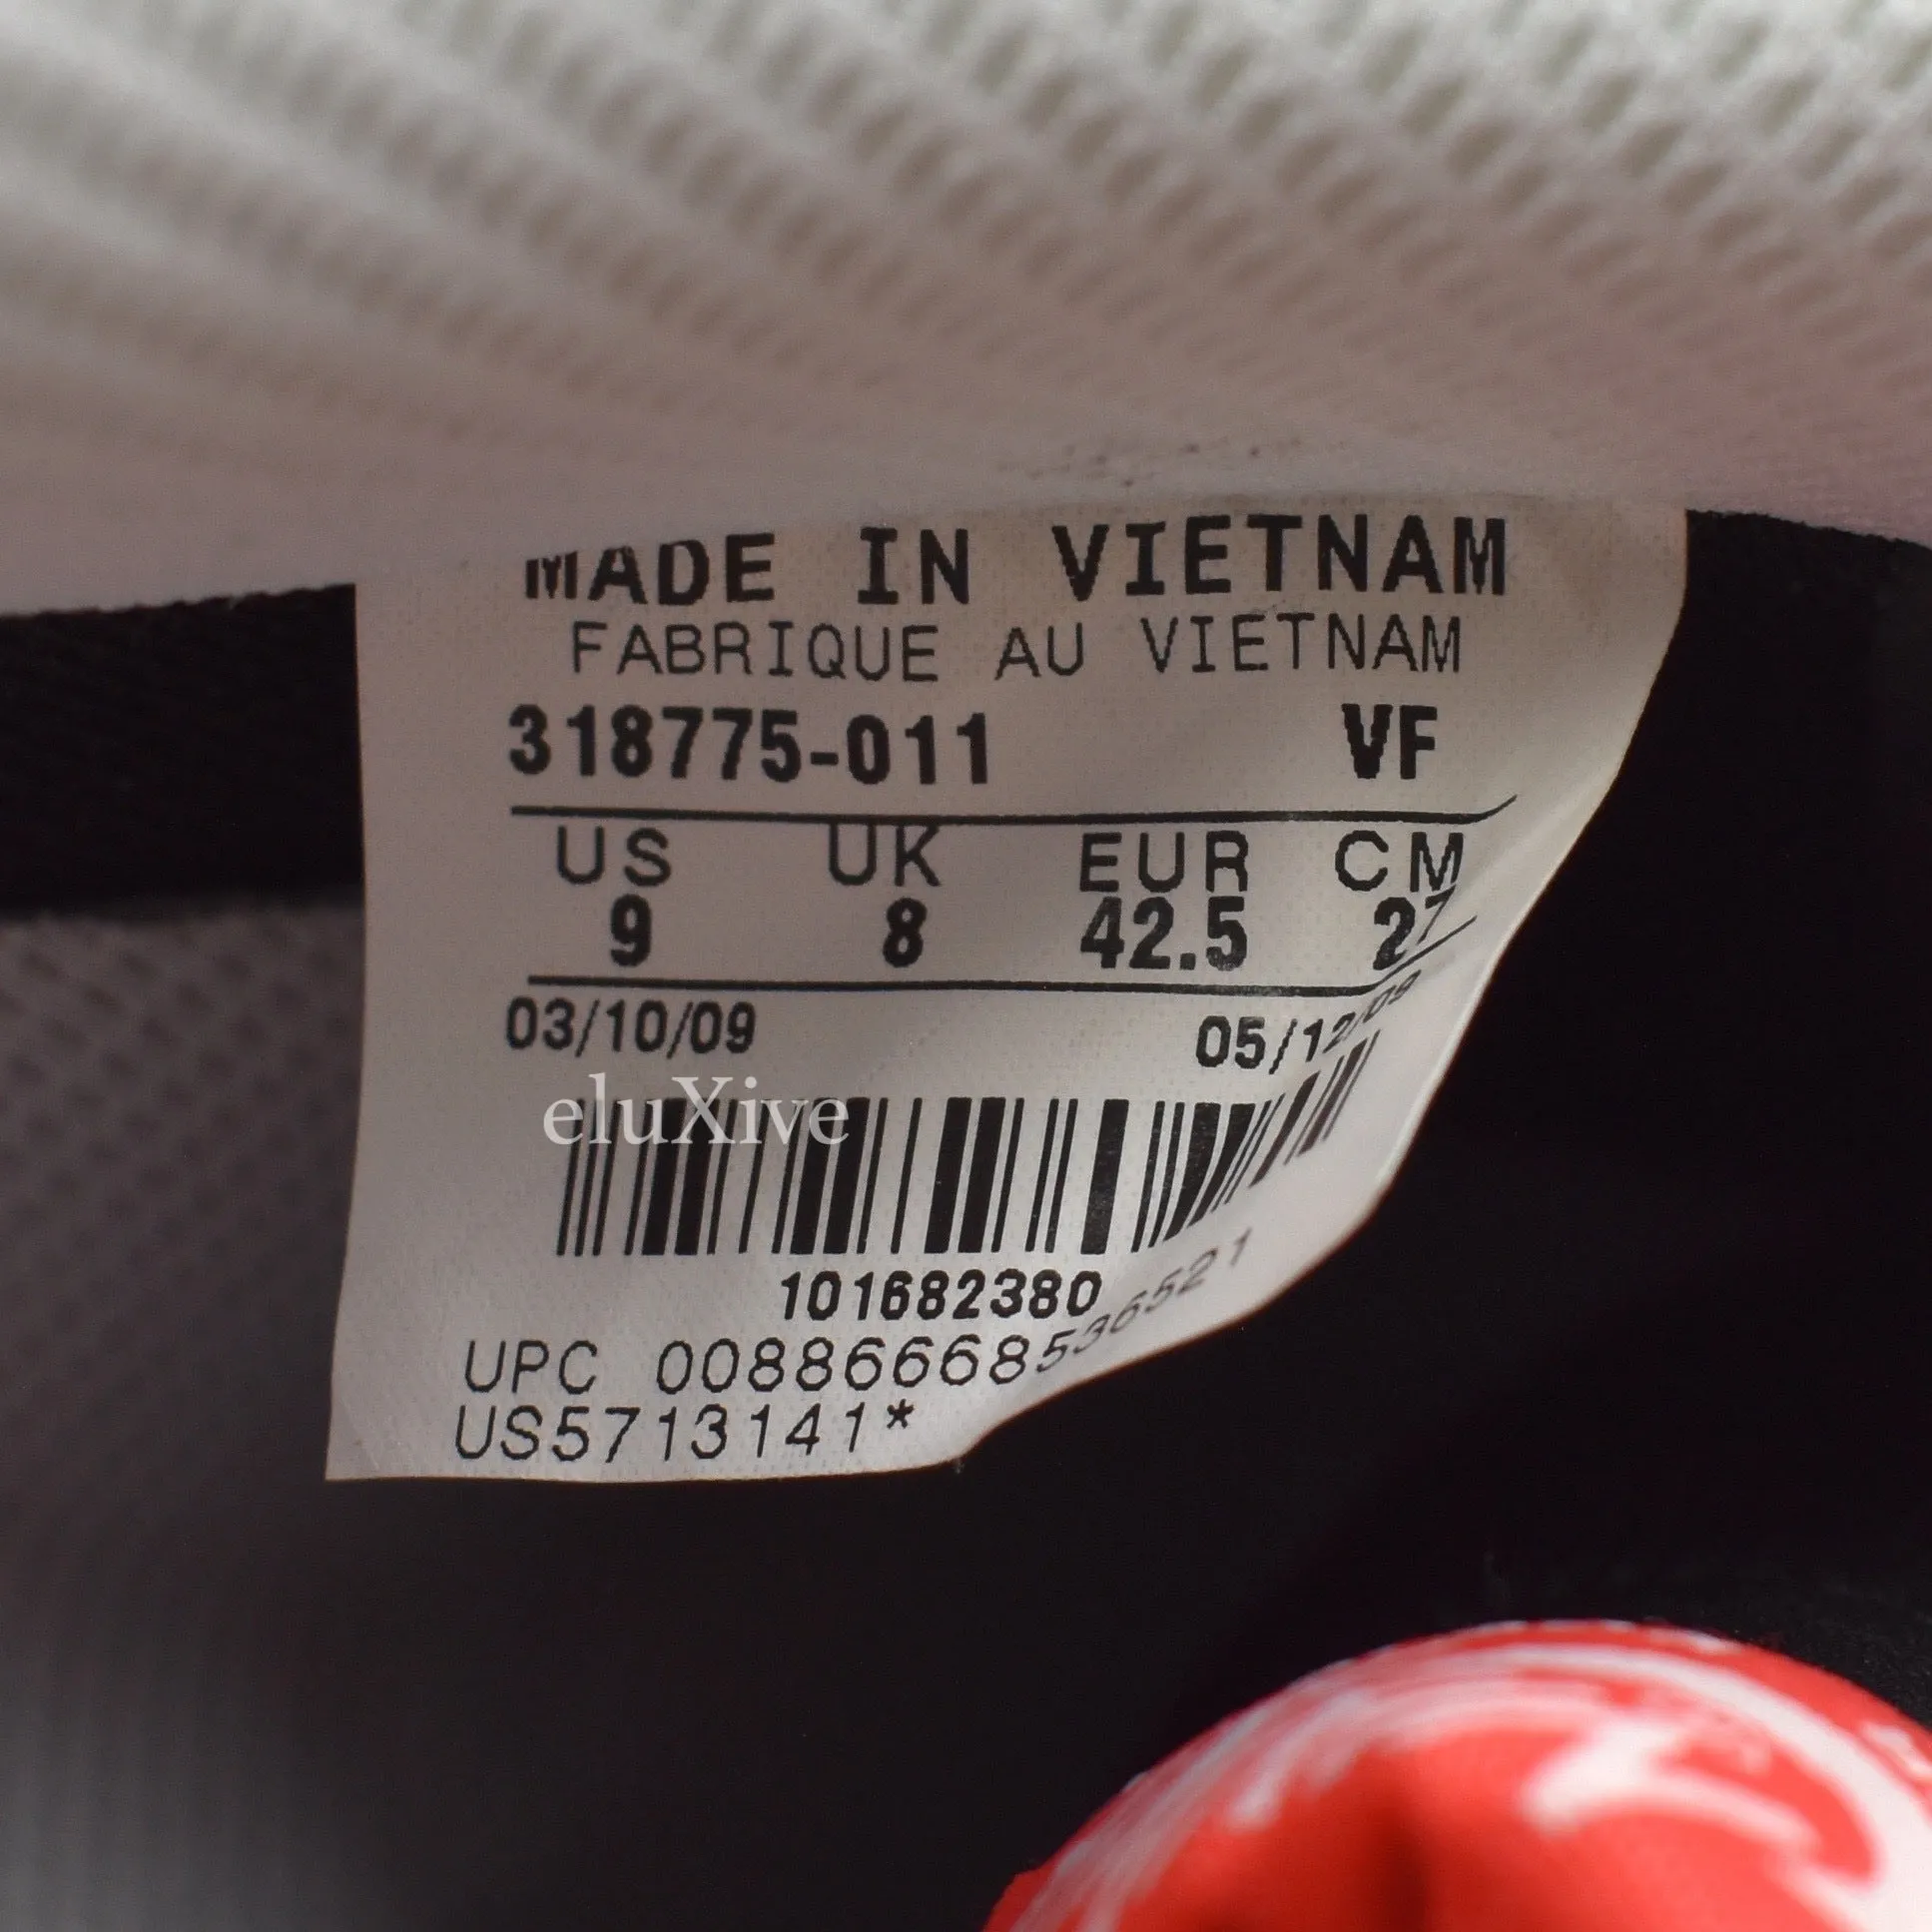 MADE IN VIETNAM
FABRIQUE AU VIETNAM
318775-011 VF
US UK EUR CM
9 8 42.5 27
03/10/09 05/12/09
eluXive
101682380
UPC 00886668536521
US5713141*